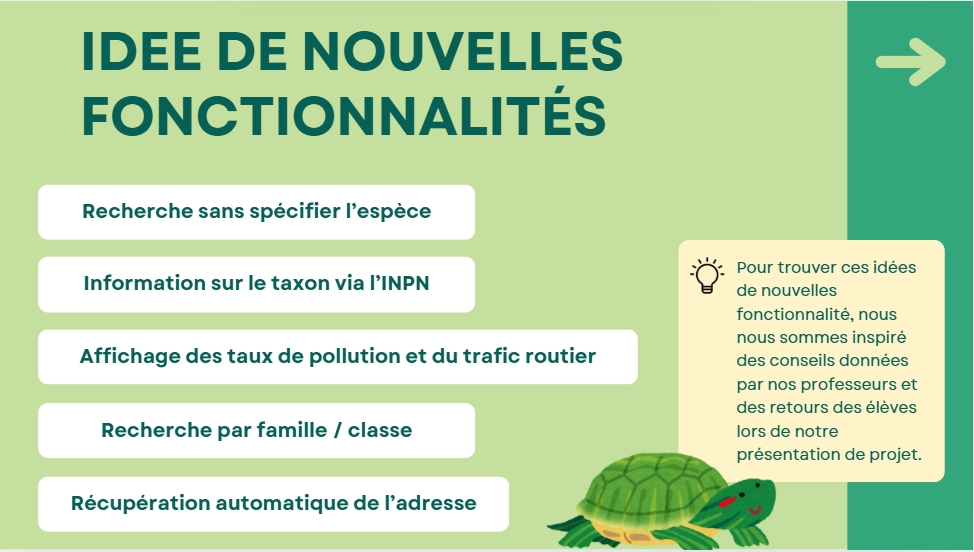 IDEE DE NOUVELLES
FONCTIONNALITÉS
Recherche sans spécifier l'espèce
Information sur le taxon via l'INPN
Affichage des taux de pollution et du trafic routier
Recherche par famille / classe
Récupération automatique de l'adresse
Pour trouver ces idées
de nouvelles
fonctionnalité, nous
nous sommes inspiré
des conseils données
par nos professeurs et
des retours des élèves
lors de notre
présentation de projet.